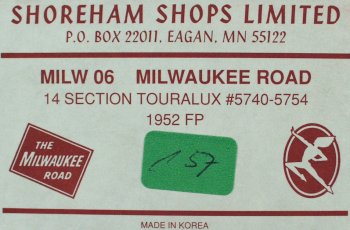 SHOREHAM SHOPS LIMITED
P.O. BOX 22011, EAGAN, MN 55122
MILW 06 MILWAUKEE ROAD
14 SECTION TOURALUX #5740-5754
1952 FP
THE
MILWAUKEE
ROAD
157
MADE IN KOREA